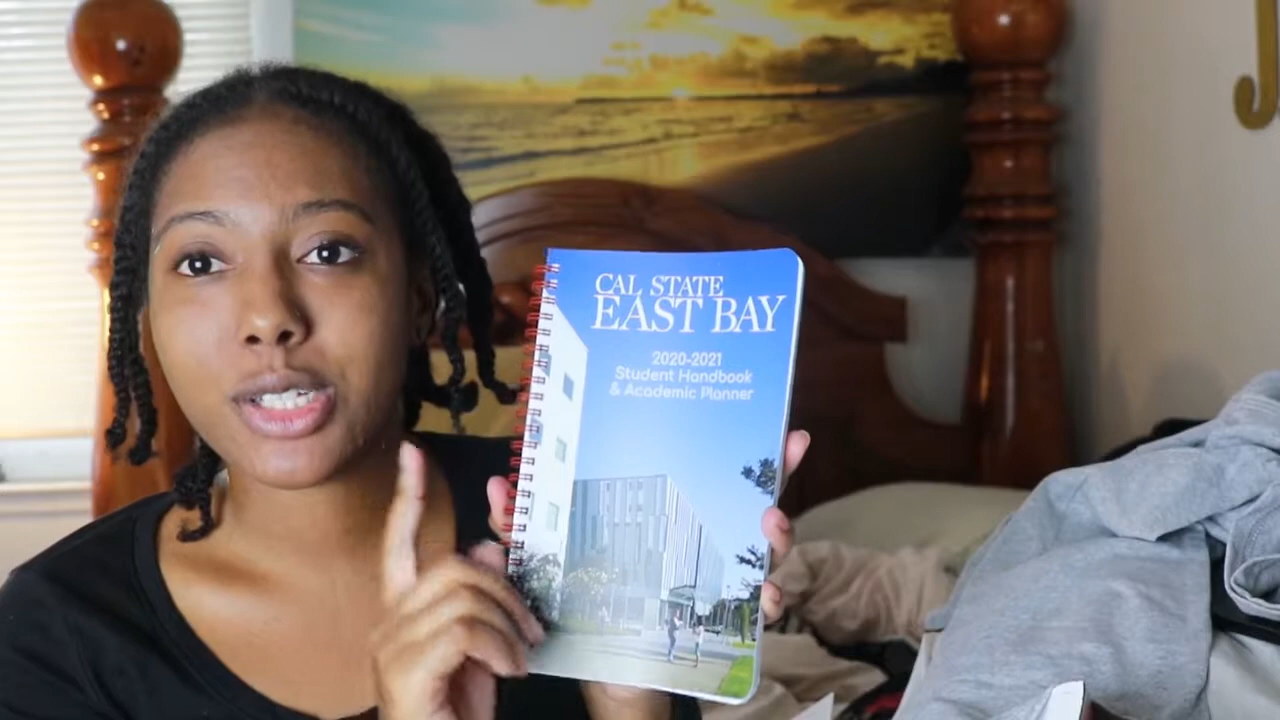 CAL STATE
EAST BAY
2020-2021
Student Handbook
& Academic Planner